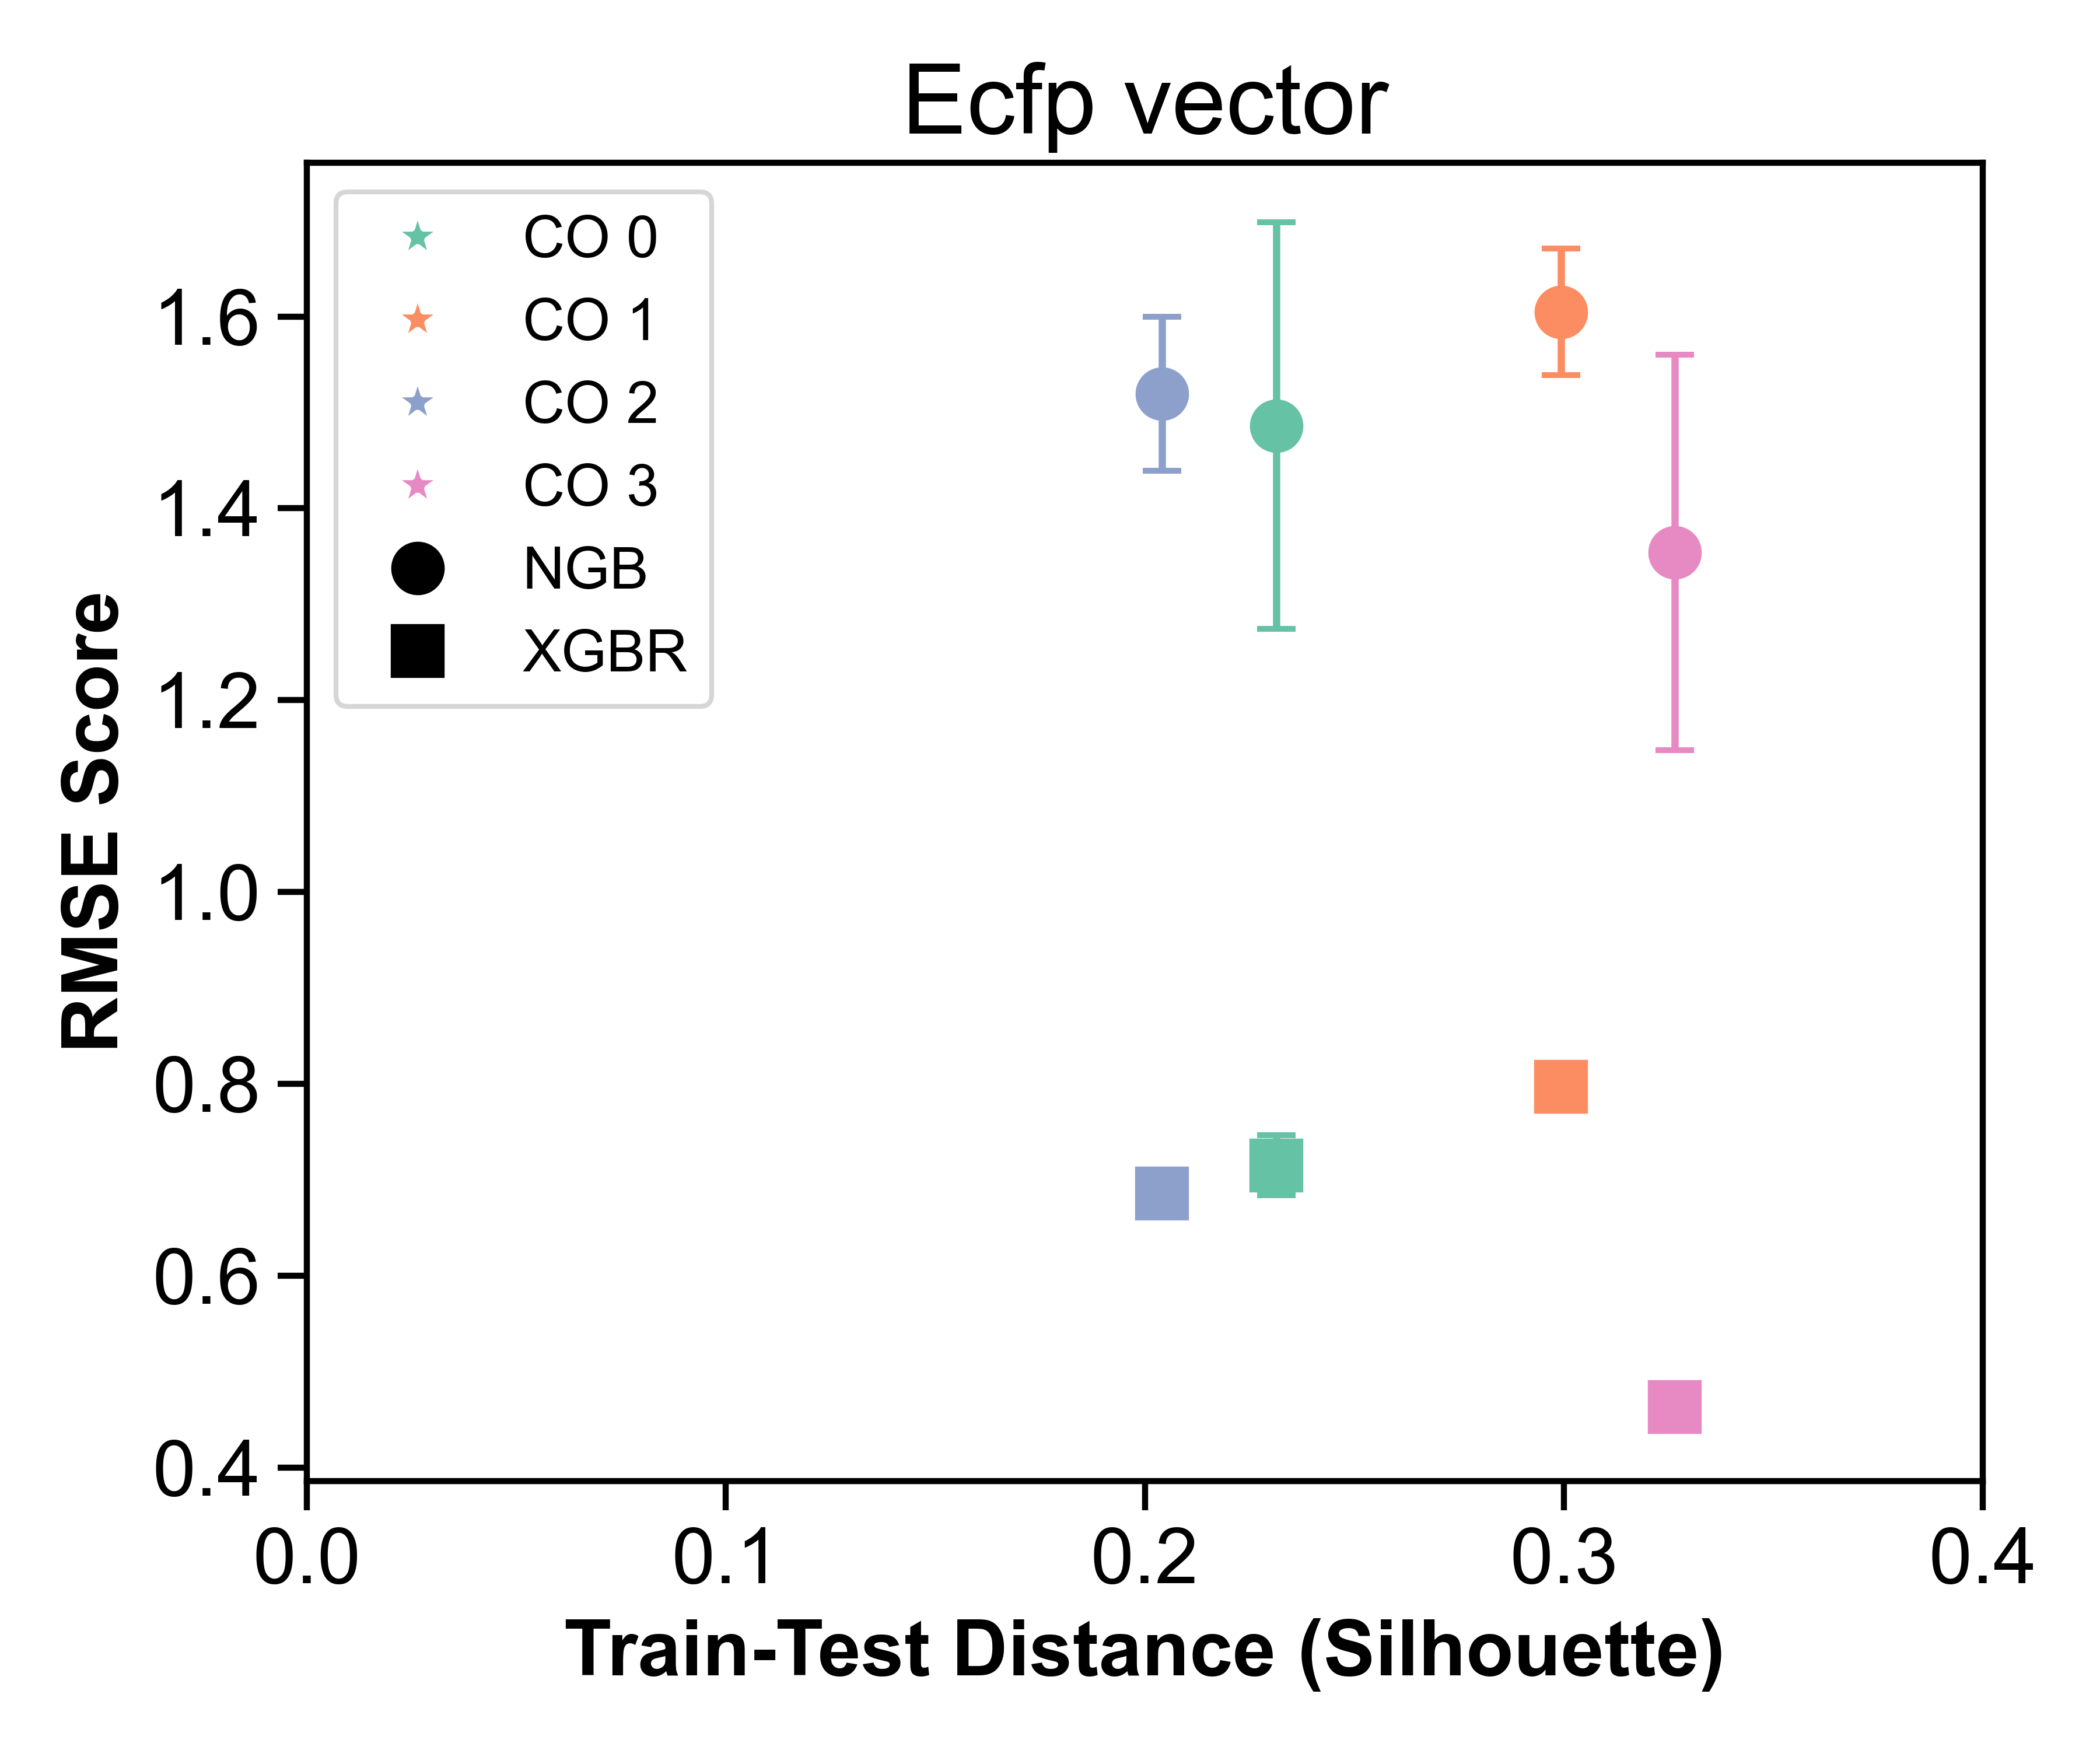 Ecfp vector
CO 0
CO 1
CO 2
CO 3
NGB
XGBR
RMSE Score
1.6
1.4
1.2
1.0
0.8
0.6
0.4
0.0 0.1 0.2 0.3 0.4
Train-Test Distance (Silhouette)